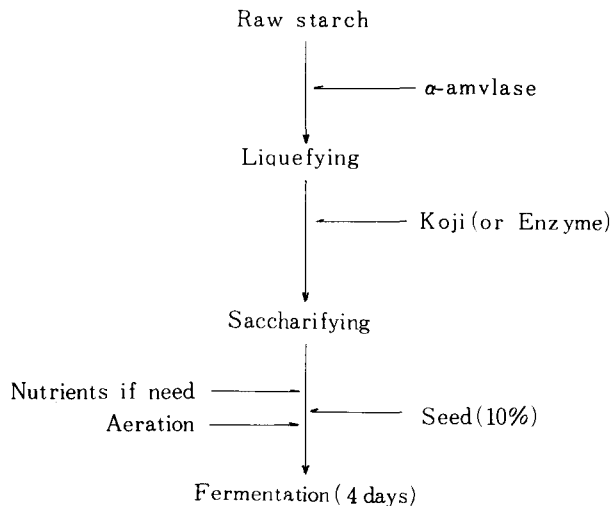 Raw starch
α-amvlase
Liquefying
Koji (or Enzyme)
Saccharifying
Nutrients if need
Aeration
Seed (10%)
Fermentation (4 days)